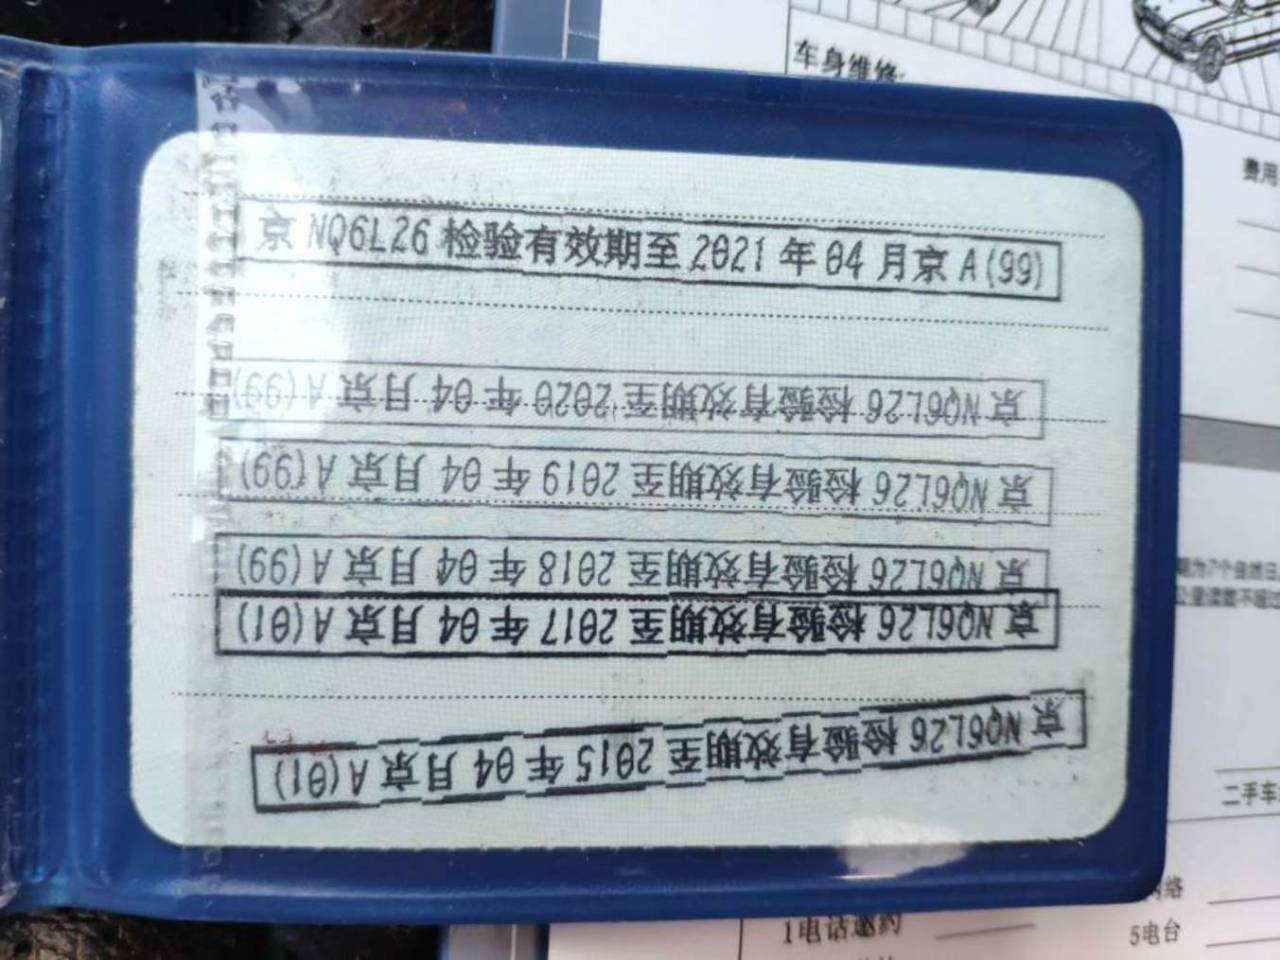 车身维修:
费用
京 NQ6L26 检验有效期至 2021 年 04 月京 A(99)
京 NQ6L26 检验有效期至 2020 年 04 月京 A(99)
京 NQ6L26 检验有效期至 2019 年 04 月京 A(99)
京 NQ6L26 检验有效期至 2018 年 04 月京 A(99)
京 NQ6L26 检验有效期至 2017 年 04 月京 A(01)
京 NQ6L26 检验有效期至 2015 年 04 月京 A(01)
二手车
1电话邀约
5电台